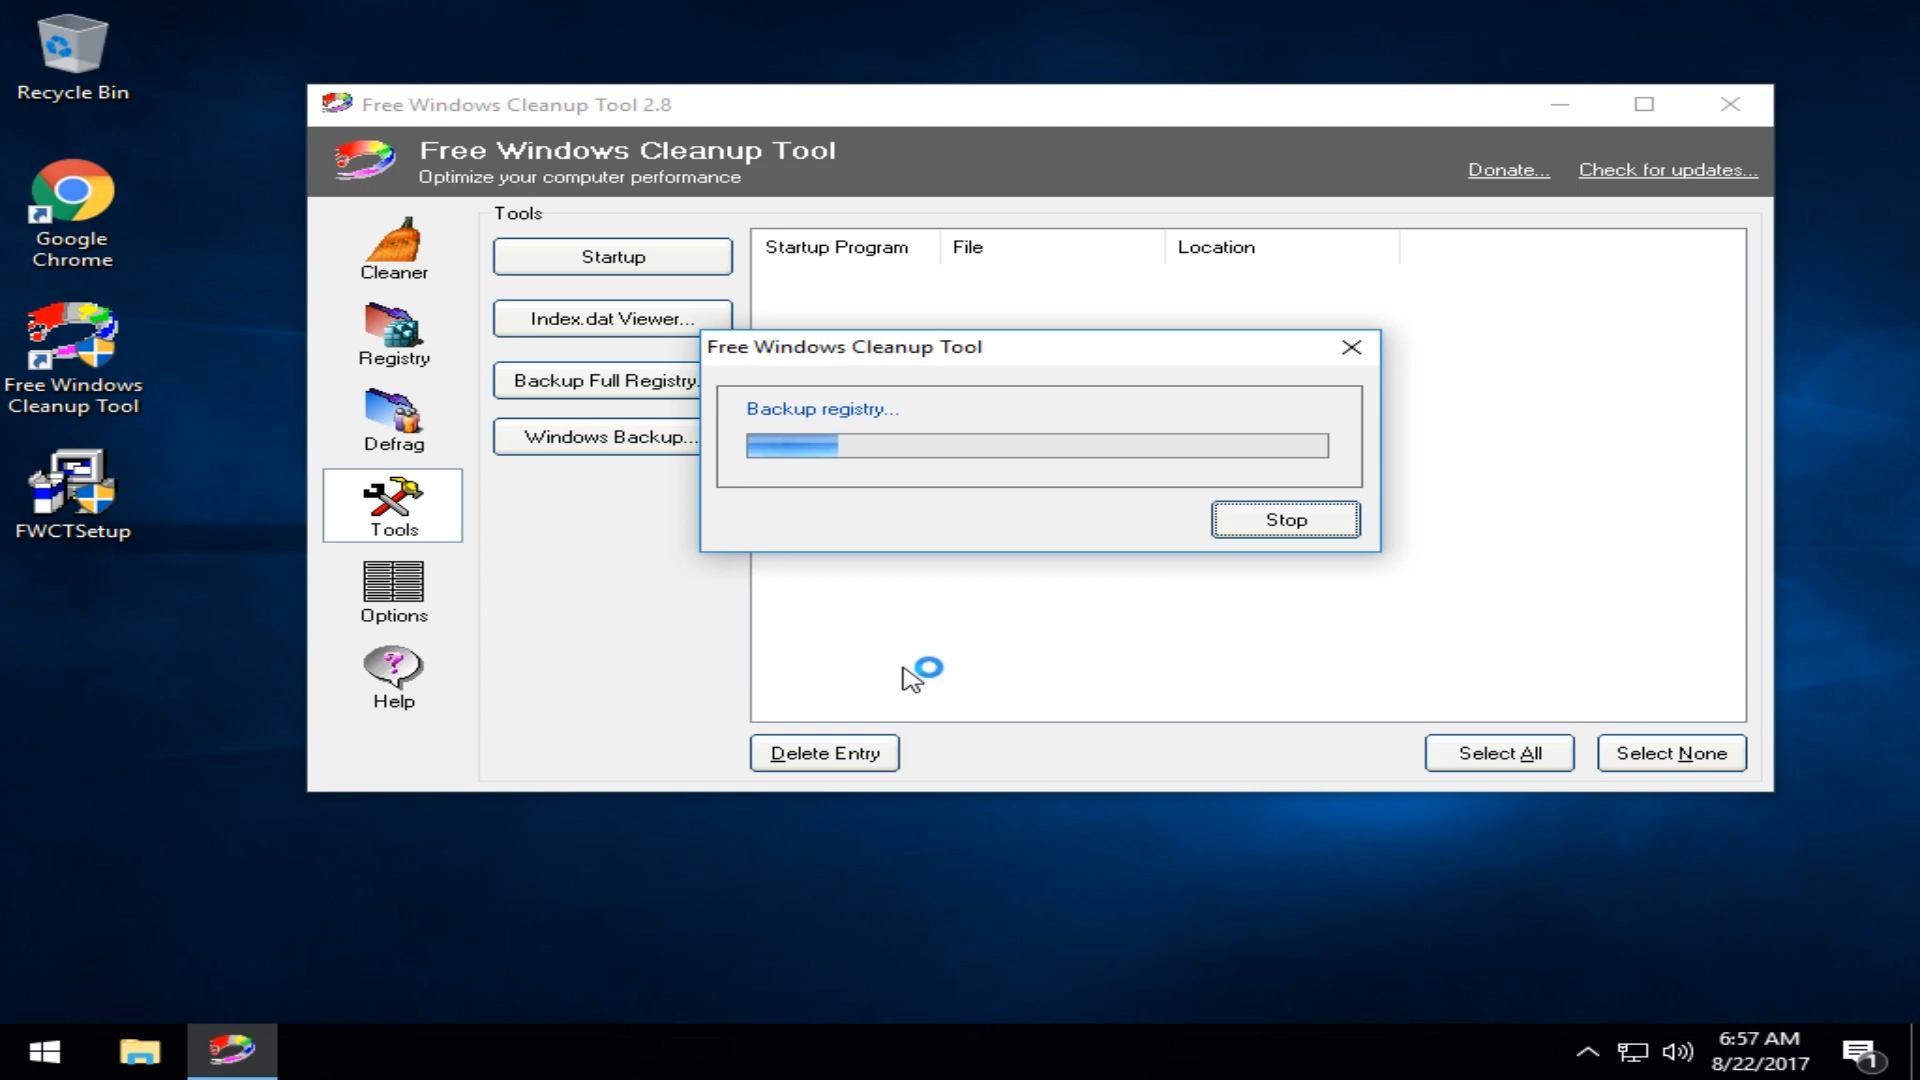 Recycle Bin
Google
Chrome
Free Windows
Cleanup Tool
FWCTSetup
Free Windows Cleanup Tool 2.8
Free Windows Cleanup Tool
Optimize your computer performance
Donate...
Check for updates...
Cleaner
Registry
Defrag
Tools
Options
Help
Tools
Startup
Index.dat Viewer...
Backup Full Registry.
Windows Backup...
Startup Program
File
Location
Free Windows Cleanup Tool
Backup registry...
Stop
Delete Entry
Select All
Select None
6:57 AM
8/22/2017
1